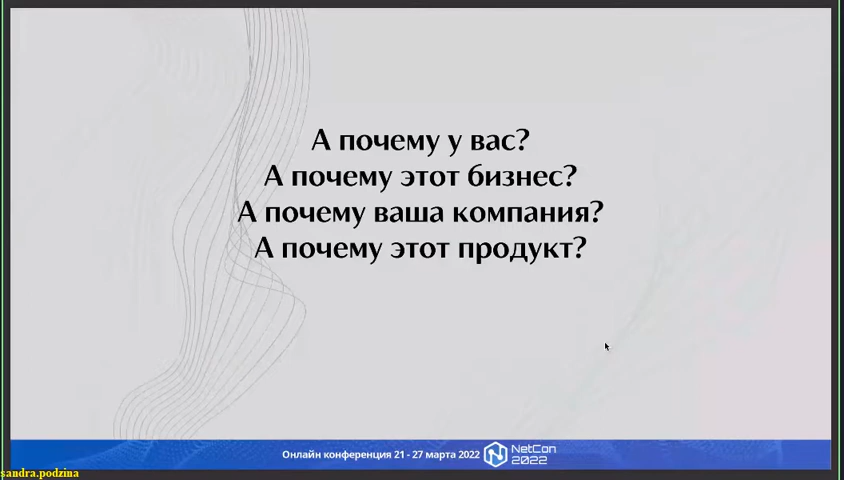 А почему у вас?
А почему этот бизнес?
А почему ваша компания?
А почему этот продукт?
Онлайн конференция 21 - 27 марта 2022
NetCon
2022
sandra.podzina